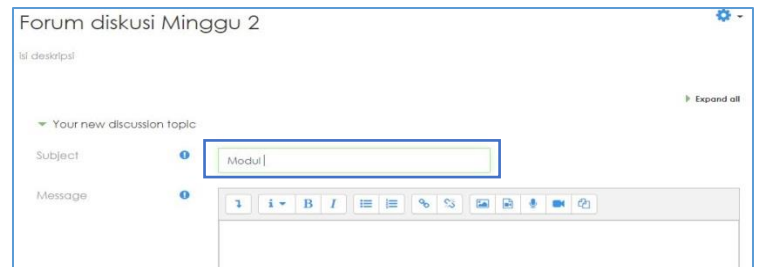 Forum diskusi Minggu 2
Isi deskripsi
Expand all
Your new discussion topic
Subject
Modul
Message
i B I